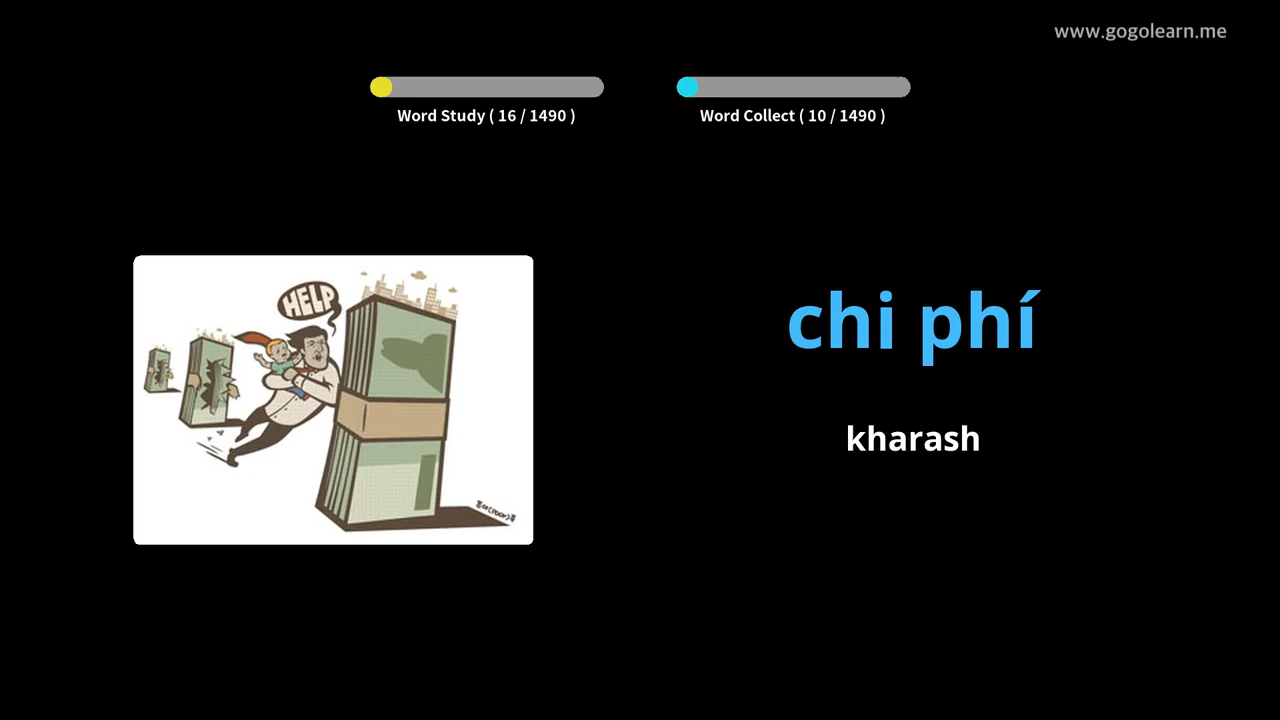 www.gogolearn.me
Word Study ( 16 / 1490 )
Word Collect ( 10 / 1490 )
HELP
chi phí
kharash